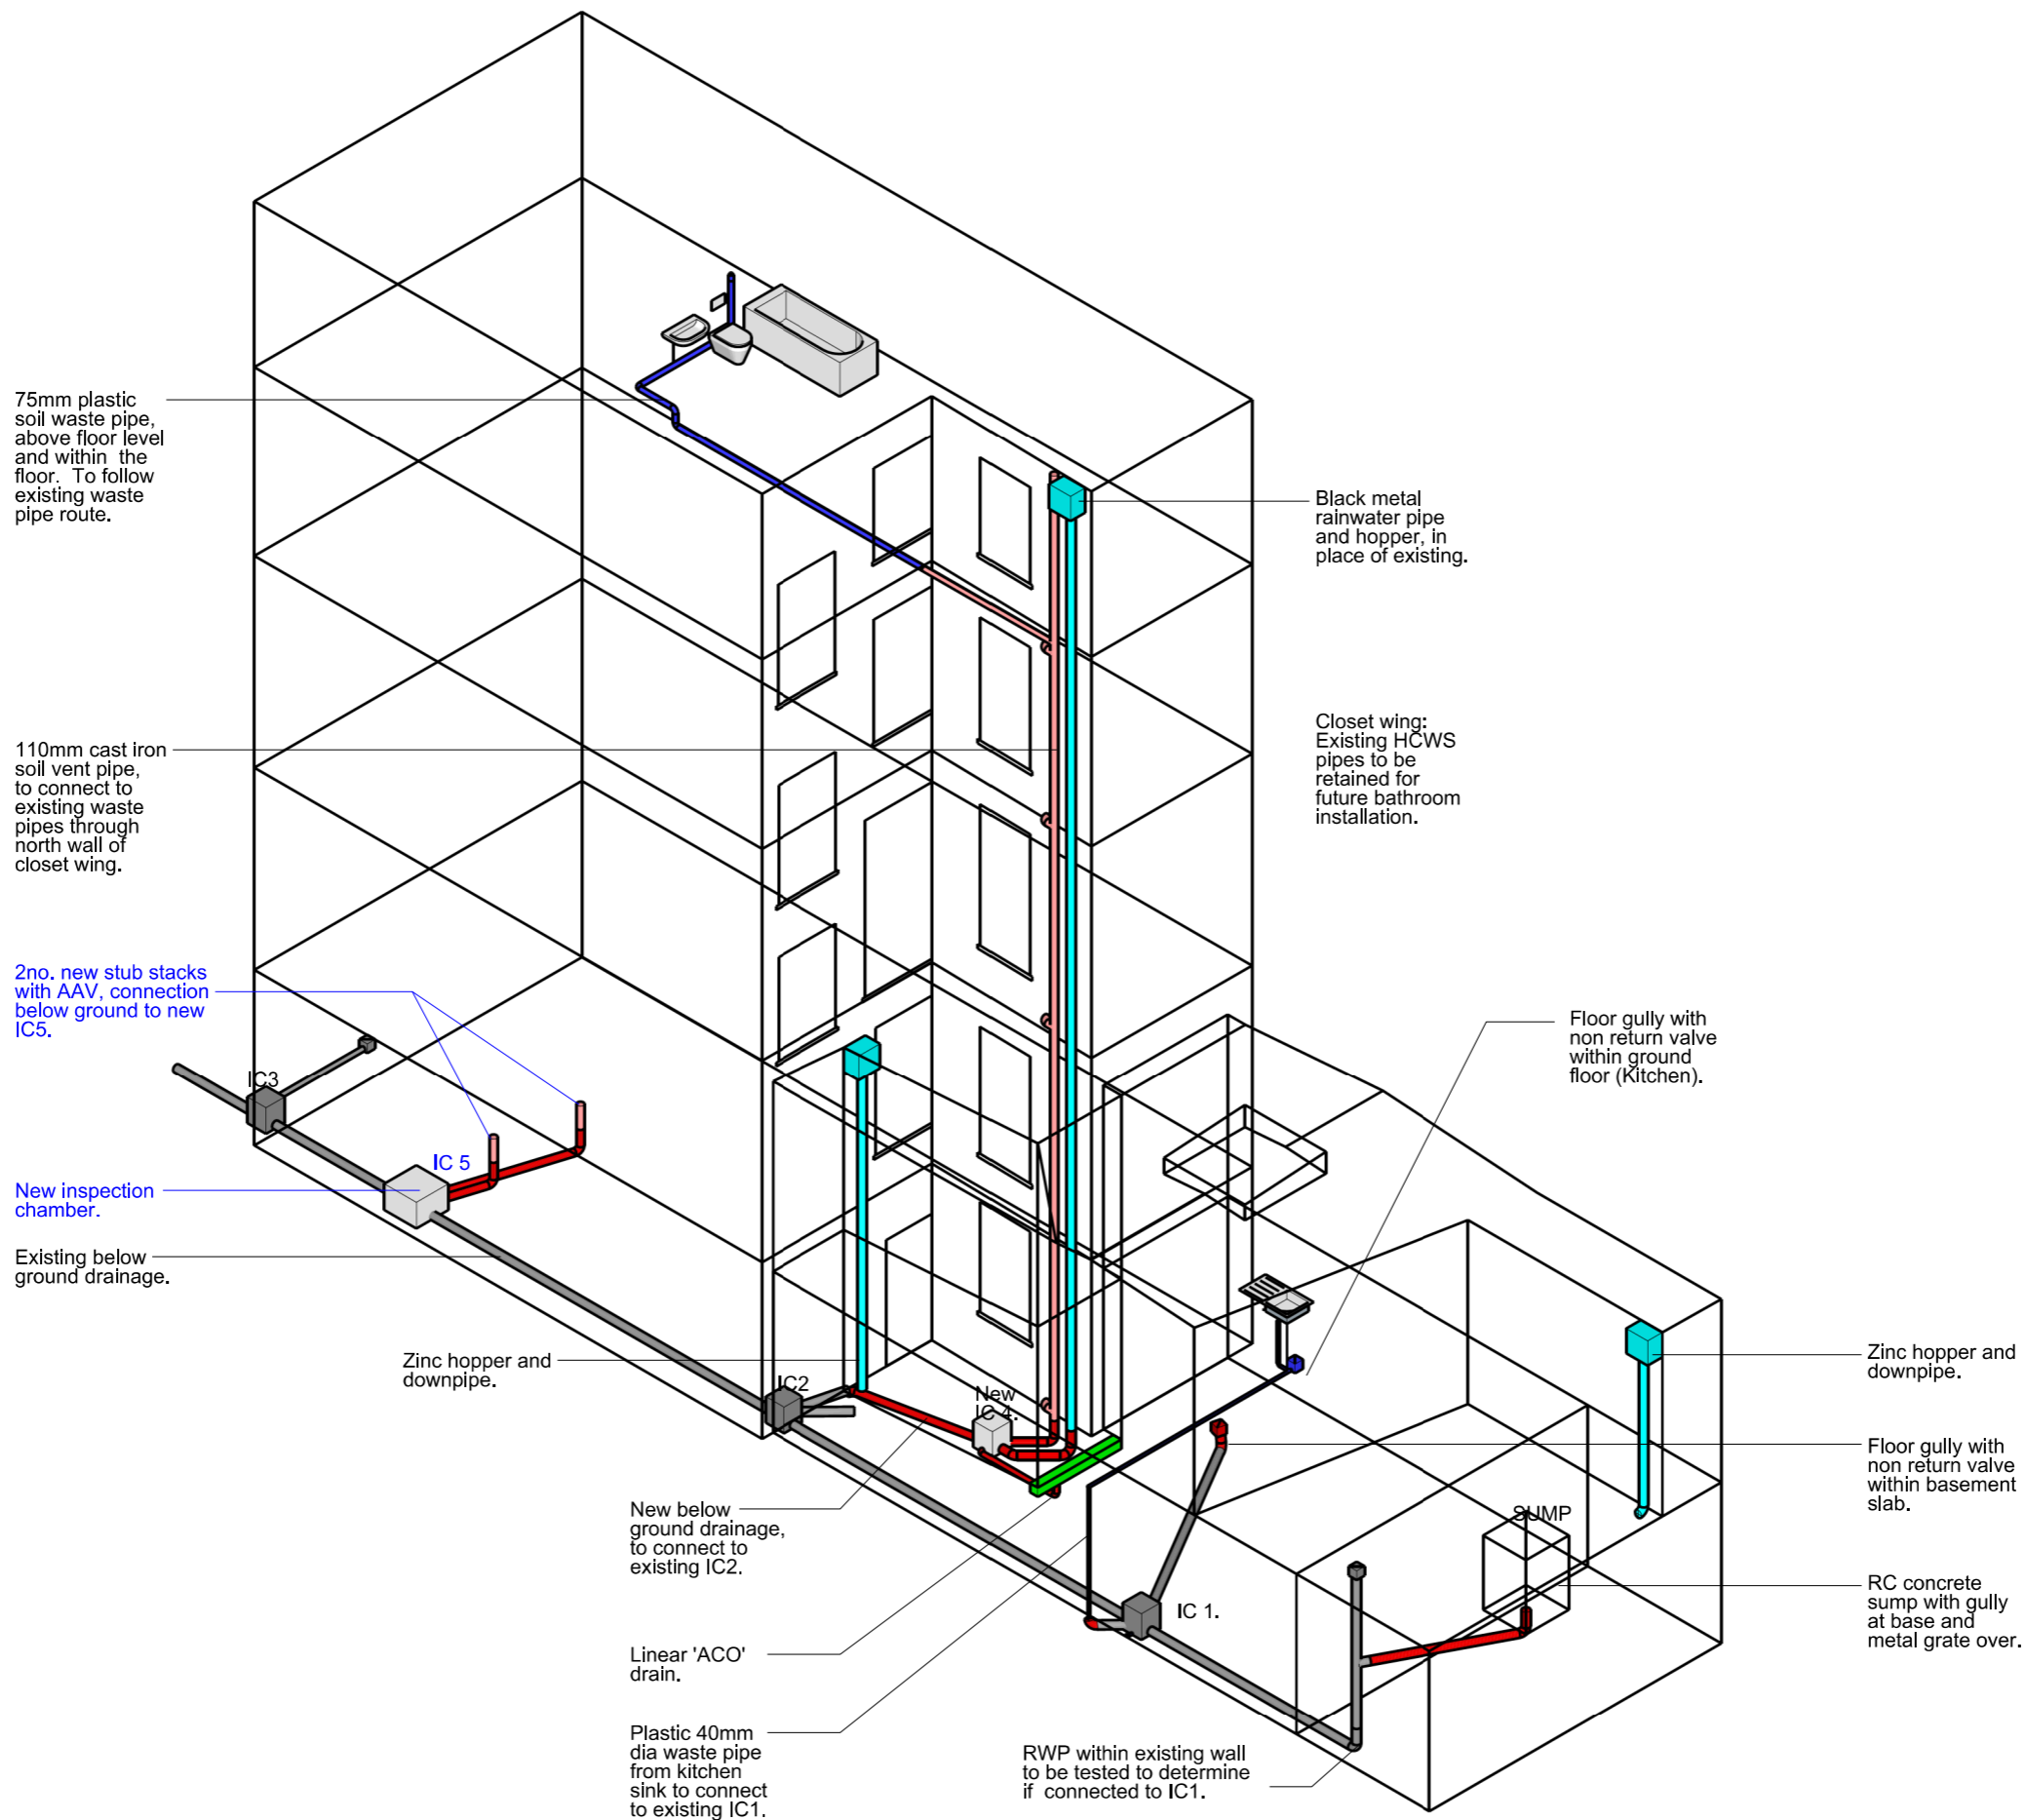 75mm plastic
soil waste pipe,
above floor level
and within the
floor. To follow
existing waste
pipe route.
Black metal
rainwater pipe
and hopper, in
place of existing.
110mm cast iron
soil vent pipe,
to connect to
existing waste
pipes through
north wall of
closet wing.
Closet wing:
Existing HCWS
pipes to be
retained for
future bathroom
installation.
2no. new stub stacks
with AAV, connection
below ground to new
IC5.
Floor gully with
non return valve
within ground
floor (Kitchen).
IC3
IC 5
New inspection
chamber.
Existing below
ground drainage.
Zinc hopper and
downpipe.
IC2
New
IC 4.
Zinc hopper and
downpipe.
Floor gully with
non return valve
within basement
slab.
New below
ground drainage,
to connect to
existing IC2.
SUMP
RC concrete
sump with gully
at base and
metal grate over.
IC 1.
Linear 'ACO'
drain.
Plastic 40mm
dia waste pipe
from kitchen
sink to connect
to existing IC1.
RWP within existing wall
to be tested to determine
if connected to IC1.